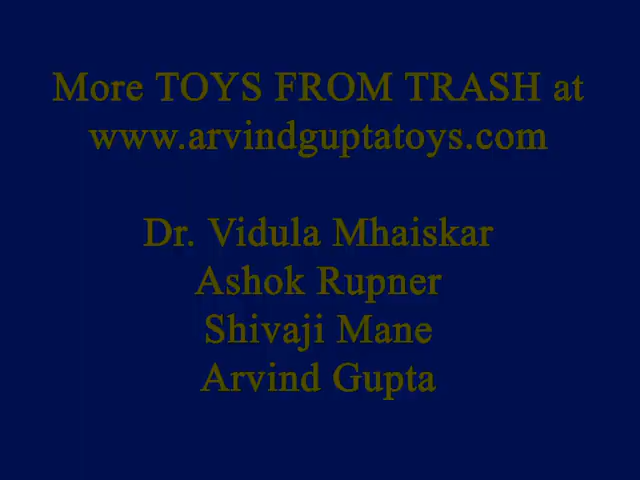 More TOYS FROM TRASH at
www.arvindguptatoys.com
Dr. Vidula Mhaiskar
Ashok Rupner
Shivaji Mane
Arvind Gupta